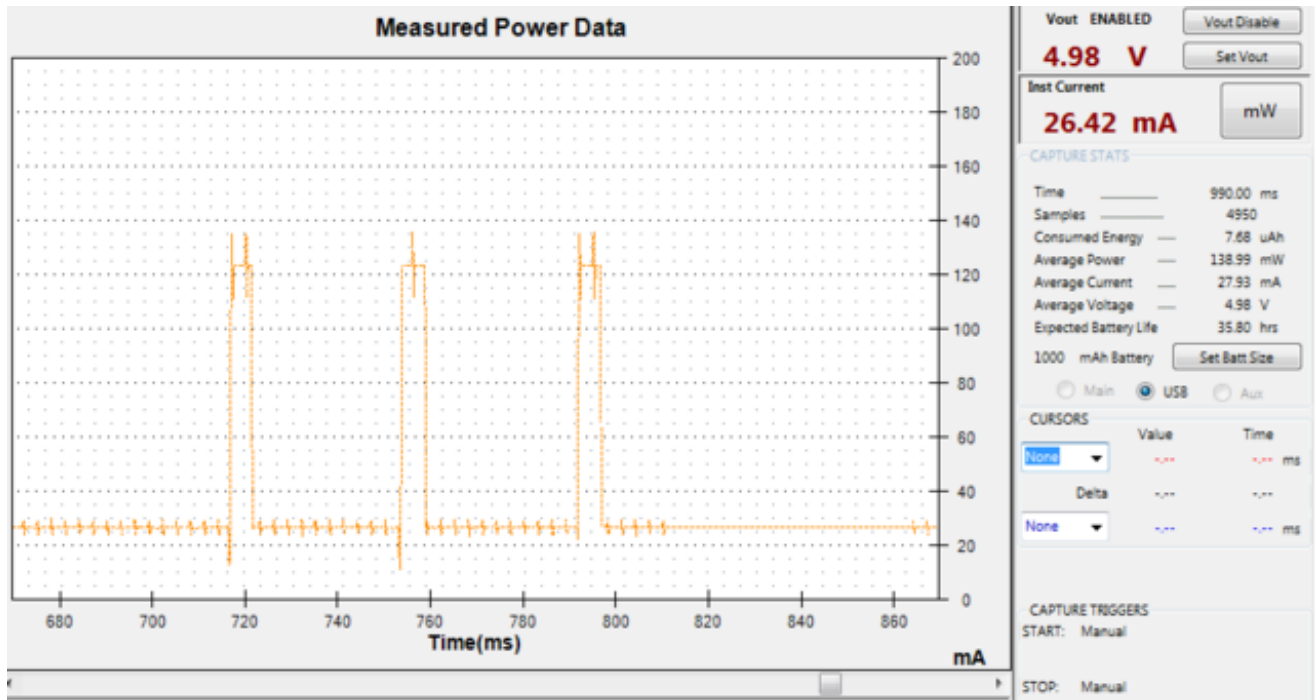 Measured Power Data
200
180
160
140
120
100
80
60
40
20
0
680 700 720 740 760 780 800 820 840 860
Time(ms)
mA
Vout ENABLED Vout Disable
4.98 V Set Vout
Inst Current
26.42 mA mW
CAPTURE STATS
Time 990.00 ms
Samples 4950
Consumed Energy 7.68 uAh
Average Power 138.99 mW
Average Current 27.93 mA
Average Voltage 4.98 V
Expected Battery Life 35.80 hrs
1000 mAh Battery Set Batt Size
Main USB Aux
CURSORS
Value Time
None -.-- -.-- ms
Delta -.-- -.--
None -.-- -.-- ms
CAPTURE TRIGGERS
START: Manual
STOP: Manual